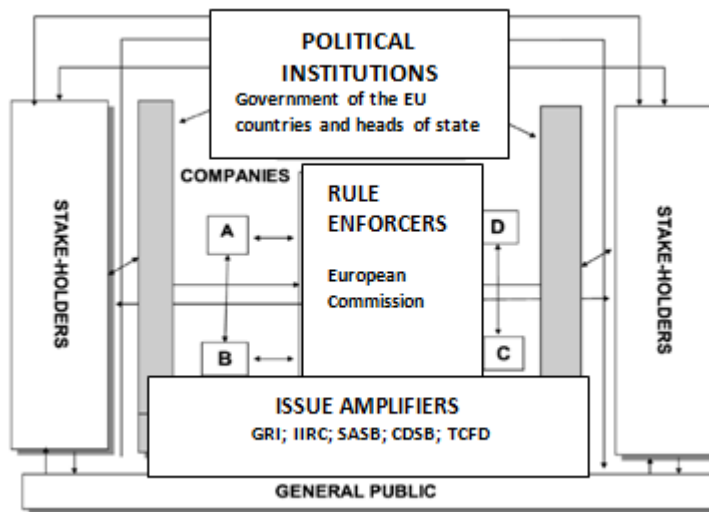 POLITICAL
INSTITUTIONS
Government of the EU
countries and heads of state
COMPANIES
RULE
ENFORCERS
European
Commission
A
D
B
C
STAKE-HOLDERS
STAKE-HOLDERS
ISSUE AMPLIFIERS
GRI; IIRC; SASB; CDSB; TCFD
GENERAL PUBLIC